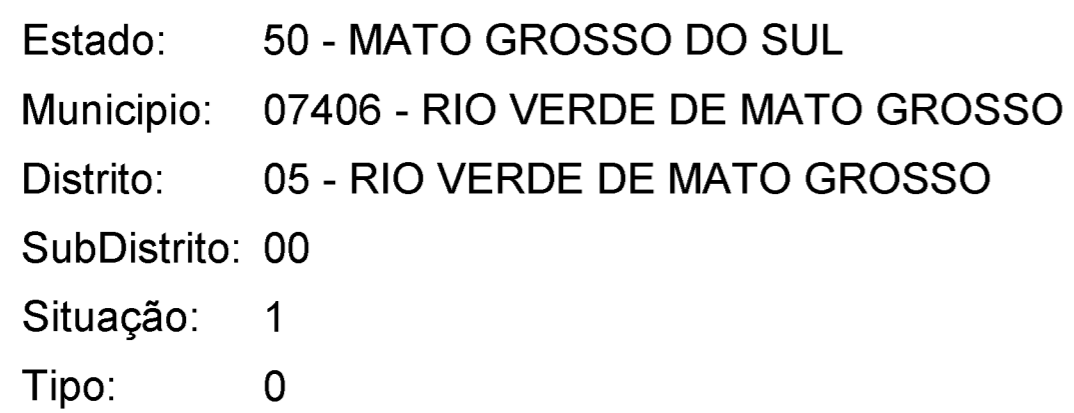 Estado: 50 - MATO GROSSO DO SUL
Municipio: 07406 - RIO VERDE DE MATO GROSSO
Distrito: 05 - RIO VERDE DE MATO GROSSO
SubDistrito: 00
Situação: 1
Tipo: 0